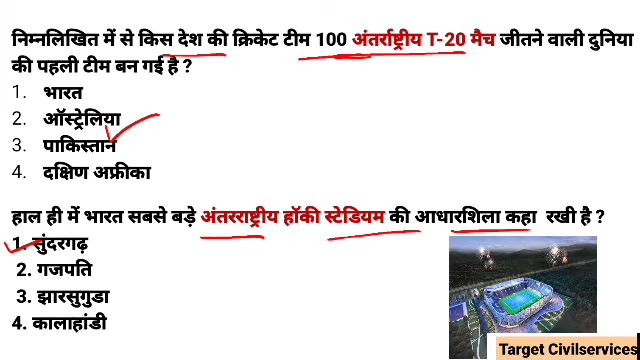 निम्नलिखित में से किस देश की क्रिकेट टीम 100 अंतर्राष्ट्रीय T-20 मैच जीतने वाली दुनिया
की पहली टीम बन गई है ?
1. भारत
2. ऑस्ट्रेलिया
3. पाकिस्तान
4. दक्षिण अफ्रीका
हाल ही में भारत सबसे बड़े अंतरराष्ट्रीय हॉकी स्टेडियम की आधारशिला कहा रखी है ?
1. सुंदरगढ़
2. गजपति
3. झारसुगुडा
4. कालाहांडी
Target Civilservices